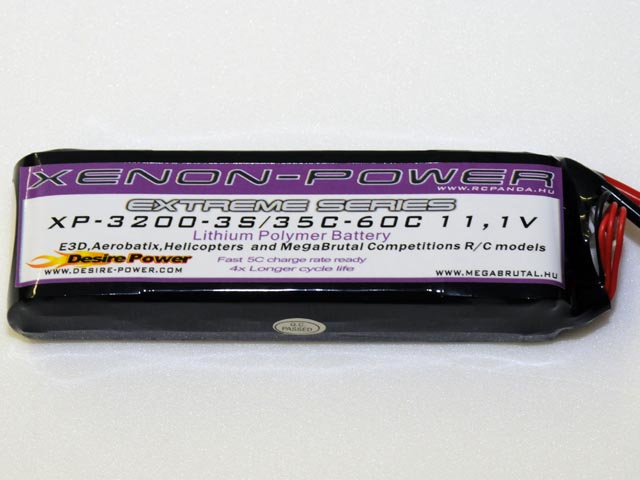 XENON-POWER
WWW.RCPANDA.HU
EXTREME SERIES
XP-3200-3S/35C-60C 11,1V
Lithium Polymer Battery
E3D,Aerobatix,Helicopters and MegaBrutal Competitions R/C models
Desire Power
WWW.DESIRE-POWER.COM
Fast 5C charge rate ready
4x Longer cycle life
WWW.MEGABRUTAL.HU
Q.C
PASSED